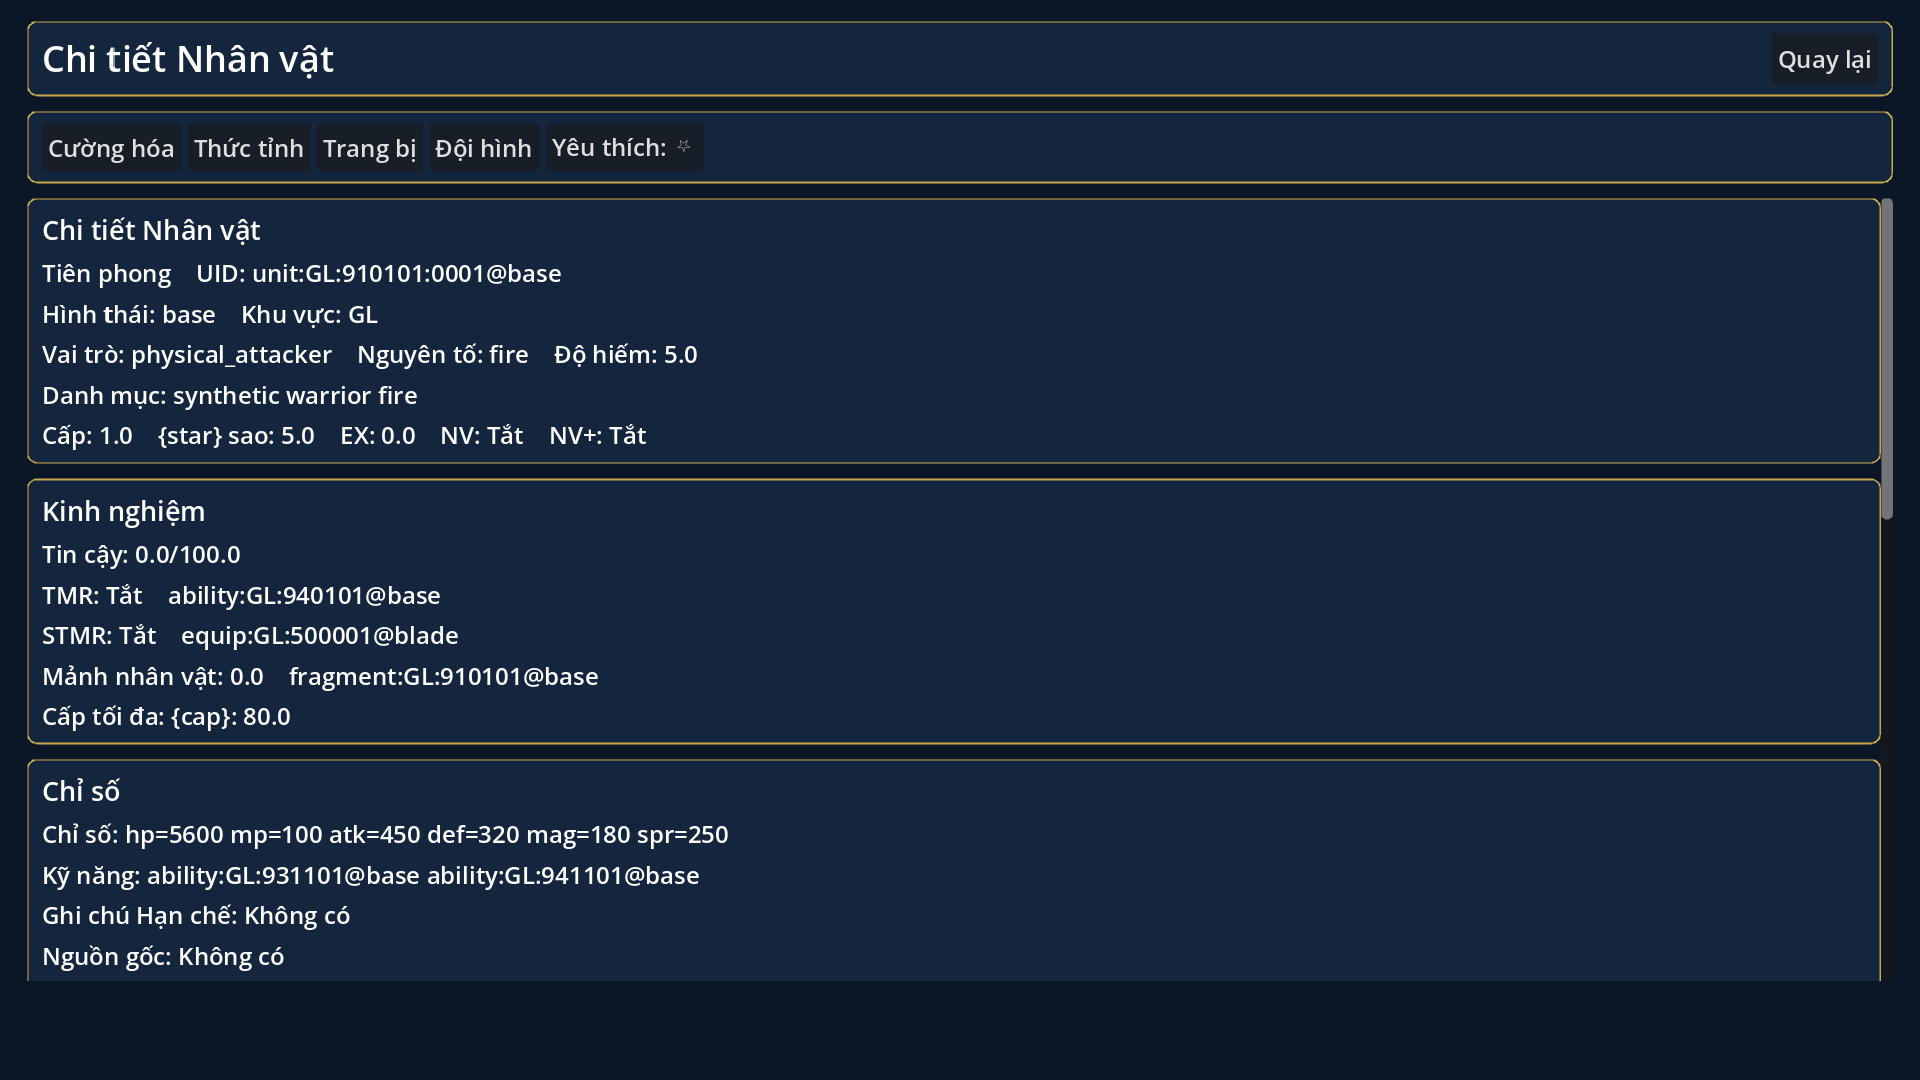 Chi tiết Nhân vật
Quay lại
Cường hóa Thức tỉnh Trang bị Đội hình Yêu thích: ☆
Chi tiết Nhân vật
Tiên phong UID: unit:GL:910101:0001@base
Hình thái: base Khu vực: GL
Vai trò: physical_attacker Nguyên tố: fire Độ hiếm: 5.0
Danh mục: synthetic warrior fire
Cấp: 1.0 {star} sao: 5.0 EX: 0.0 NV: Tắt NV+: Tắt
Kinh nghiệm
Tin cậy: 0.0/100.0
TMR: Tắt ability:GL:940101@base
STMR: Tắt equip:GL:500001@blade
Mảnh nhân vật: 0.0 fragment:GL:910101@base
Cấp tối đa: {cap}: 80.0
Chỉ số
Chỉ số: hp=5600 mp=100 atk=450 def=320 mag=180 spr=250
Kỹ năng: ability:GL:931101@base ability:GL:941101@base
Ghi chú Hạn chế: Không có
Nguồn gốc: Không có